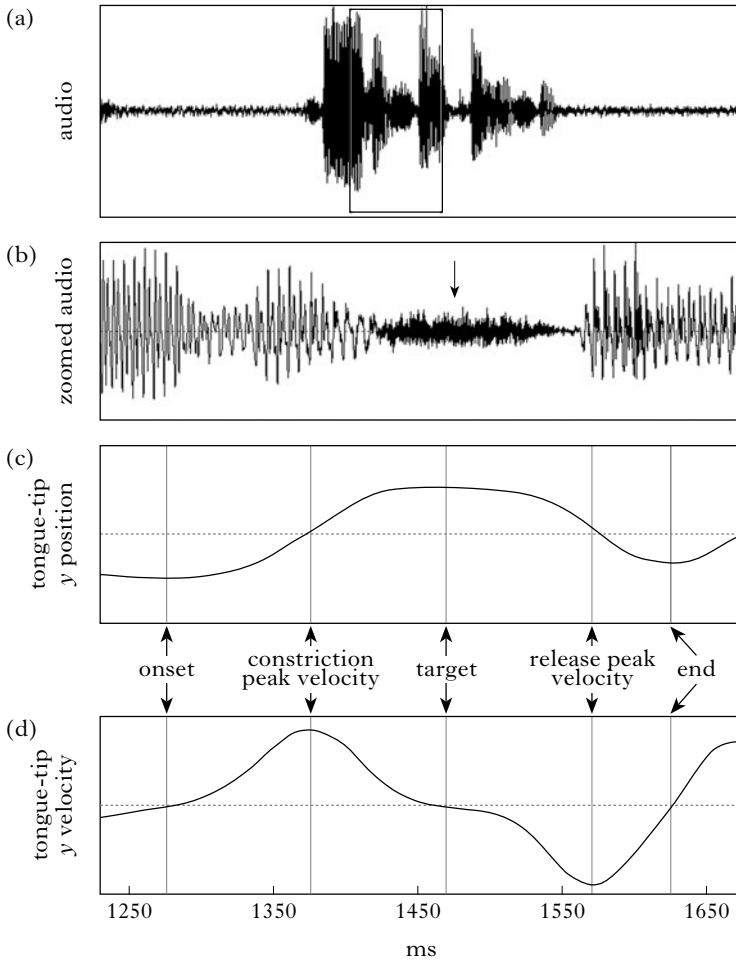 (a)
audio
(b)
zoomed audio
(c)
tongue-tip
y position
onset
constriction
peak velocity
target
release peak
velocity
end
(d)
tongue-tip
y velocity
1250 1350 1450 1550 1650
ms